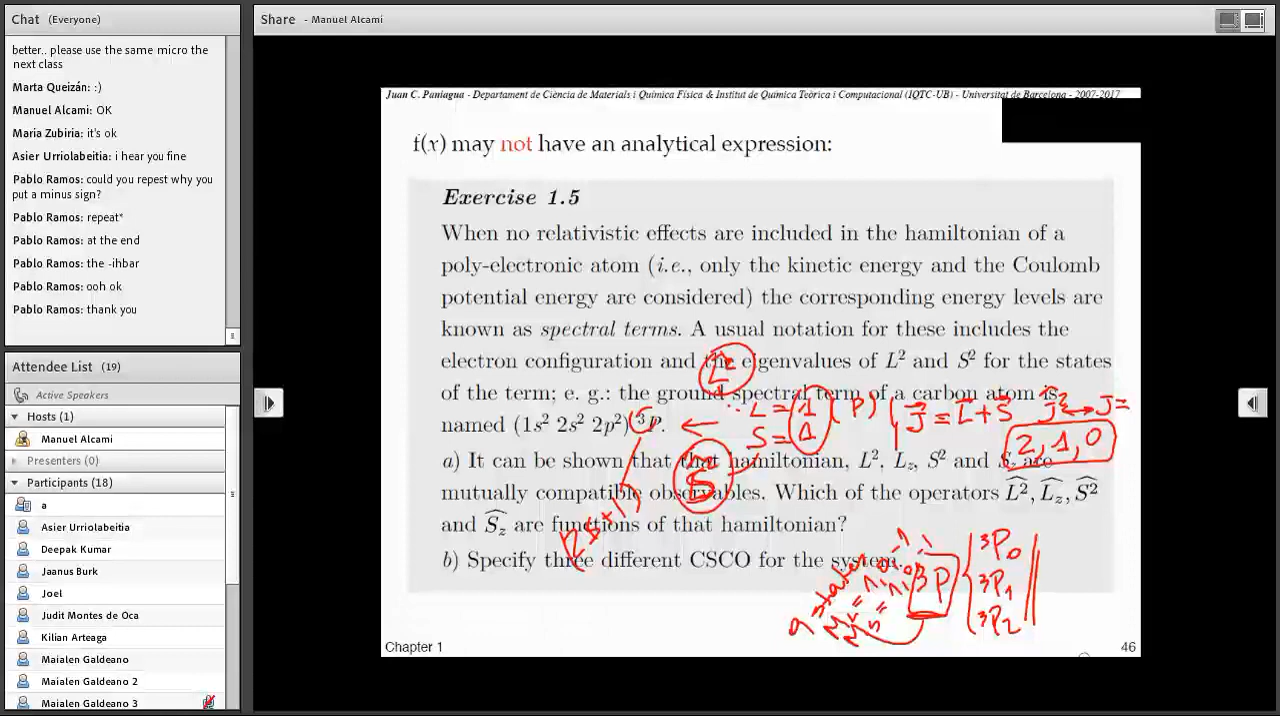 Chat (Everyone)
better.. please use the same micro the
next class
Marta Queizán: :)
Manuel Alcami: OK
Maria Zubiria: it's ok
Asier Urriolabeitia: i hear you fine
Pablo Ramos: could you repest why you
put a minus sign?
Pablo Ramos: repeat*
Pablo Ramos: at the end
Pablo Ramos: the -ihbar
Pablo Ramos: ooh ok
Pablo Ramos: thank you
Attendee List (19)
Active Speakers
Hosts (1)
Manuel Alcami
Presenters (0)
Participants (18)
a
Asier Urriolabeitia
Deepak Kumar
Jaanus Burk
Joel
Judit Montes de Oca
Kilian Arteaga
Maialen Galdeano
Maialen Galdeano 2
Maialen Galdeano 3
Share - Manuel Alcami
Juan C. Paniagua - Departament de Ciència de Materials i Química Física & Institut de Química Teòrica i Computacional (IQTC-UB) - Universitat de Barcelona - 2007-2017
f(x) may not have an analytical expression:
Exercise 1.5
When no relativistic effects are included in the hamiltonian of a
poly-electronic atom (i.e., only the kinetic energy and the Coulomb
potential energy are considered) the corresponding energy levels are
known as spectral terms. A usual notation for these includes the
electron configuration and the eigenvalues of L² and S² for the states
of the term; e. g.: the ground spectral term of a carbon atom is
named (1s² 2s² 2p²) ³P.
L²
L = 1 (P)
S = 1
S²
J = L + S J² ↔ J =
2, 1, 0
(2S+1)
a) It can be shown that that hamiltonian, L², Lz, S² and Sz are
mutually compatible observables. Which of the operators L̂², L̂z, Ŝ²
and Ŝz are functions of that hamiltonian?
b) Specify three different CSCO for the system.
9 states
3P
³P₀
³P₁
³P₂
Chapter 1
46